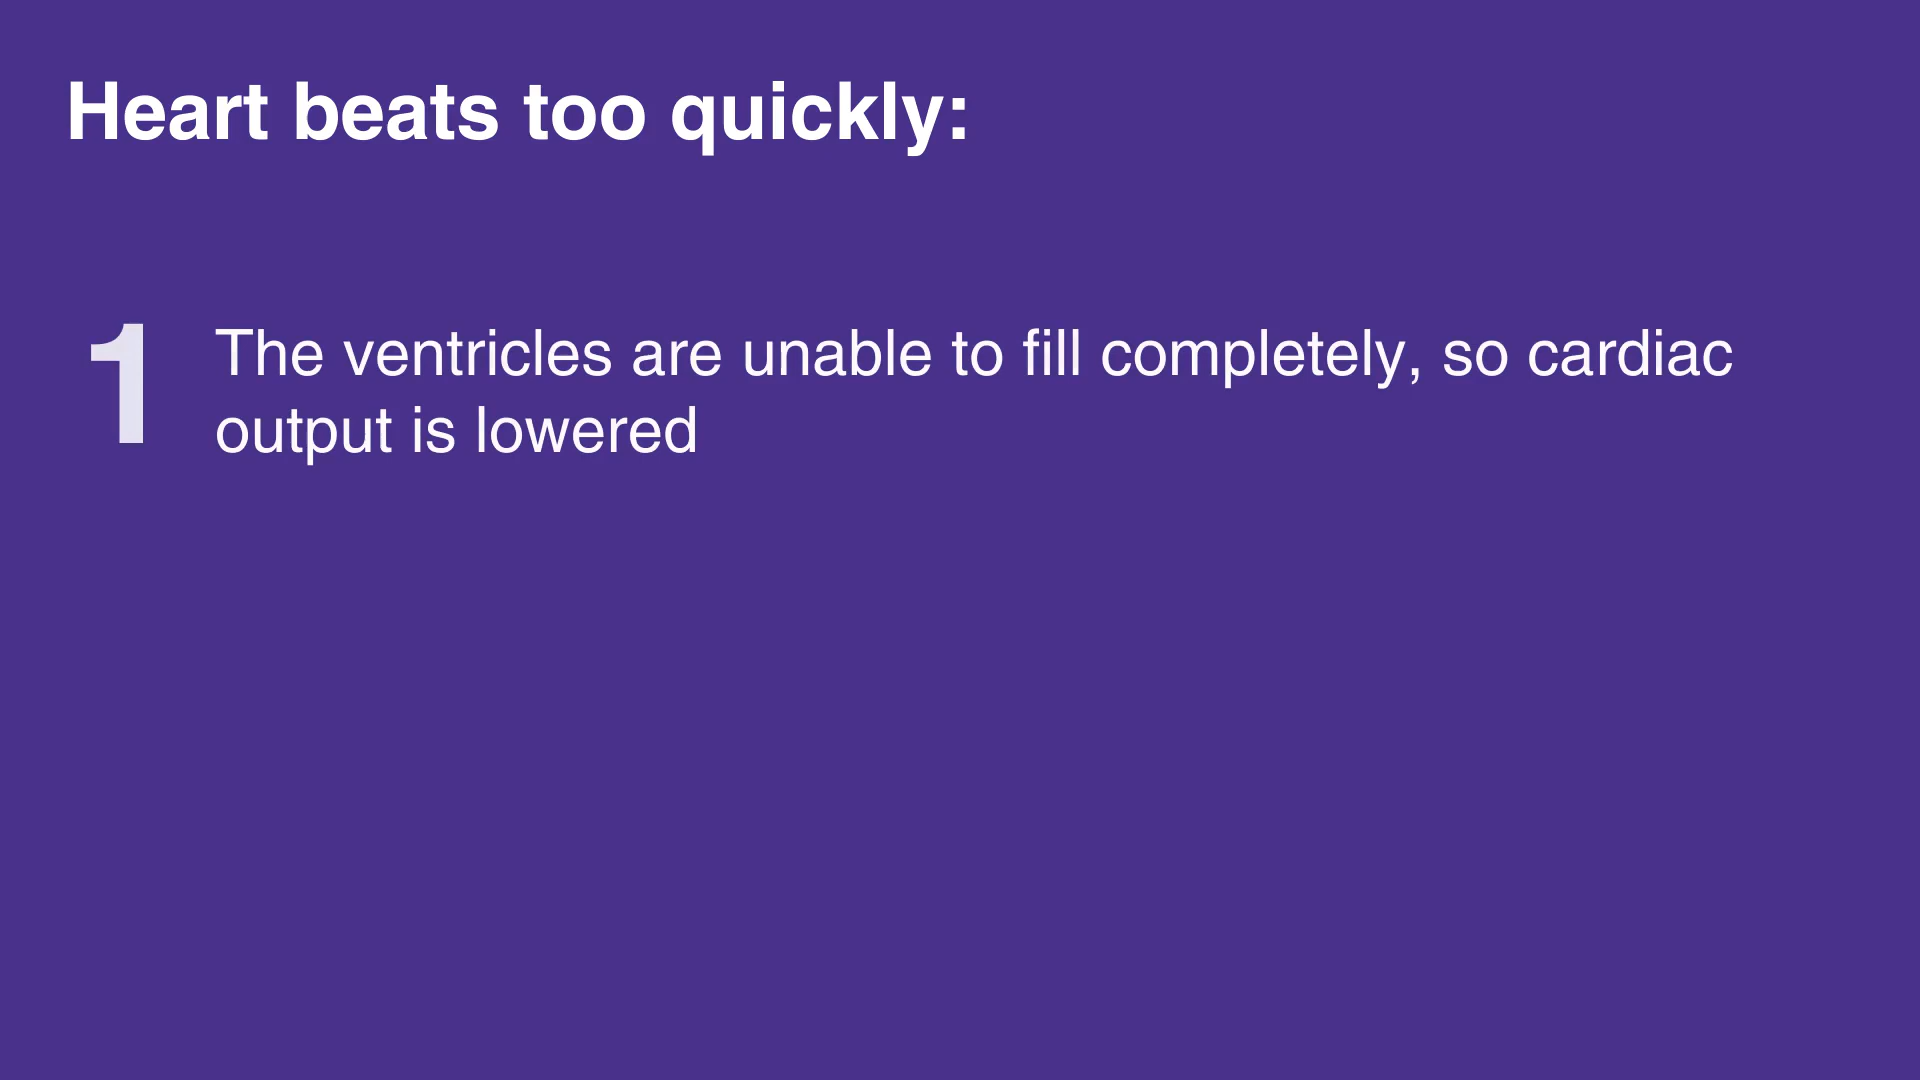 Heart beats too quickly:
1 The ventricles are unable to fill completely, so cardiac
output is lowered